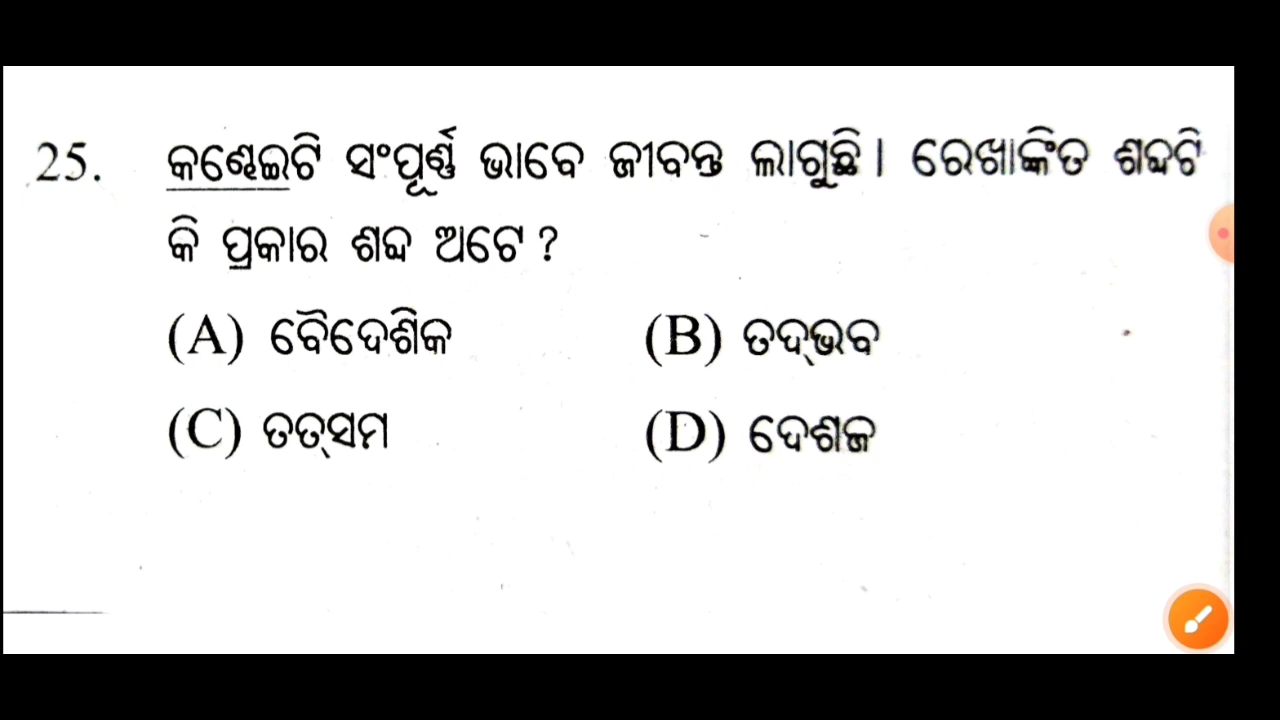 25. କଣ୍ଢେଇଟି ସଂପୂର୍ଣ୍ଣ ଭାବେ ଜୀବନ୍ତ ଲାଗୁଛି । ରେଖାଙ୍କିତ ଶବ୍ଦଟି
କି ପ୍ରକାର ଶବ୍ଦ ଅଟେ ?
(A) ବୈଦେଶିକ (B) ତଦ୍‌ଭବ
(C) ତତ୍‌ସମ (D) ଦେଶଜ